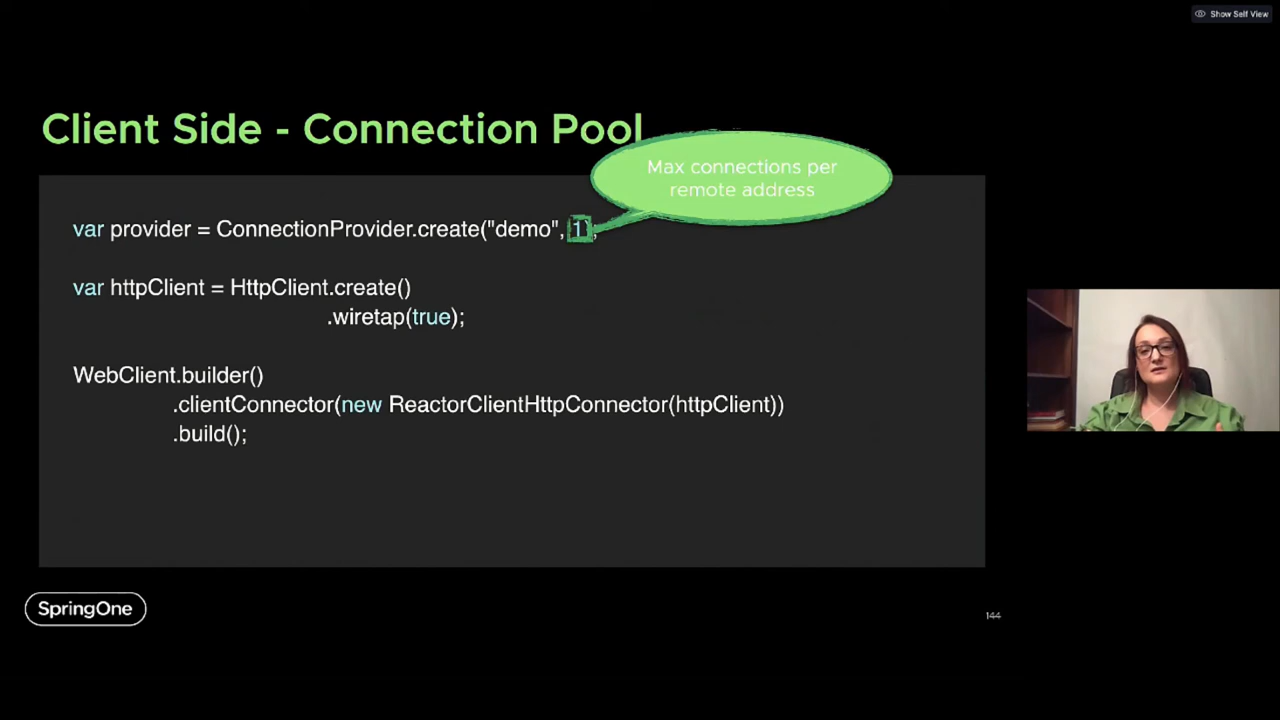 Show Self View
Client Side - Connection Pool
Max connections per
remote address
var provider = ConnectionProvider.create("demo", 1);
var httpClient = HttpClient.create()
.wiretap(true);
WebClient.builder()
.clientConnector(new ReactorClientHttpConnector(httpClient))
.build();
SpringOne
144